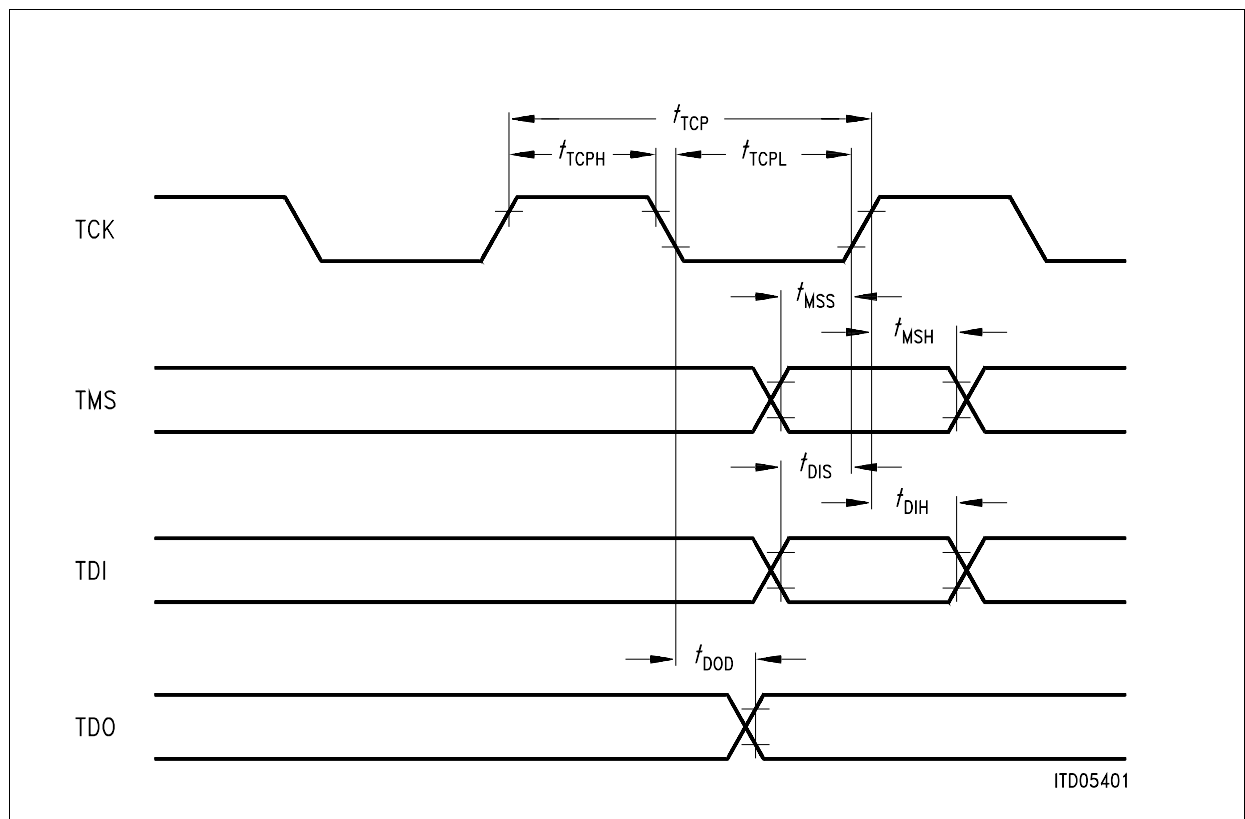 tTCP
tTCPH
tTCPL
TCK
tMSS
tMSH
TMS
tDIS
tDIH
TDI
tDOD
TDO
ITD05401